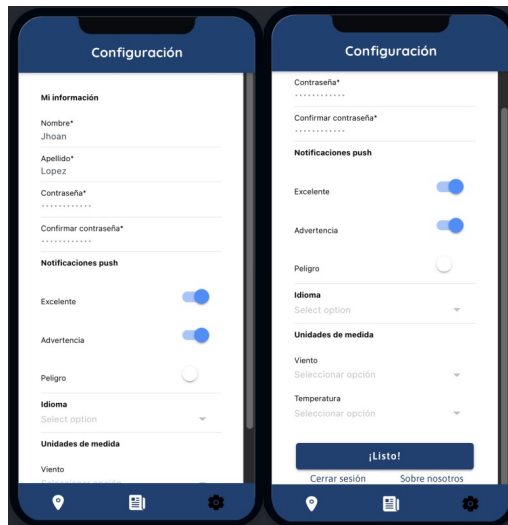 Configuración
Mi información
Nombre*
Jhoan
Apellido*
Lopez
Contraseña*
............
Confirmar contraseña*
............
Notificaciones push
Excelente
Advertencia
Peligro
Idioma
Select option
Unidades de medida
Viento
Seleccionar opción
Configuración
Contraseña*
............
Confirmar contraseña*
............
Notificaciones push
Excelente
Advertencia
Peligro
Idioma
Select option
Unidades de medida
Viento
Seleccionar opción
Temperatura
Seleccionar opción
¡Listo!
Cerrar sesión Sobre nosotros